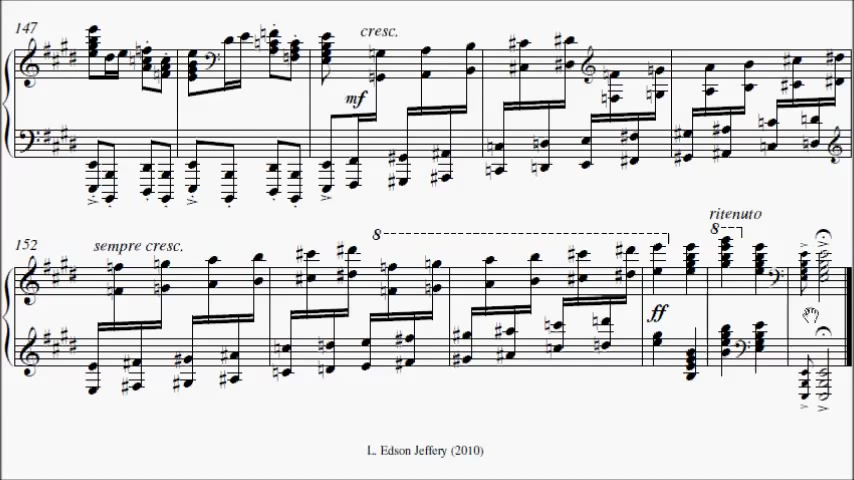 147
cresc.
mf
152
sempre cresc.
8
ritenuto
8
ff
L. Edson Jeffery (2010)